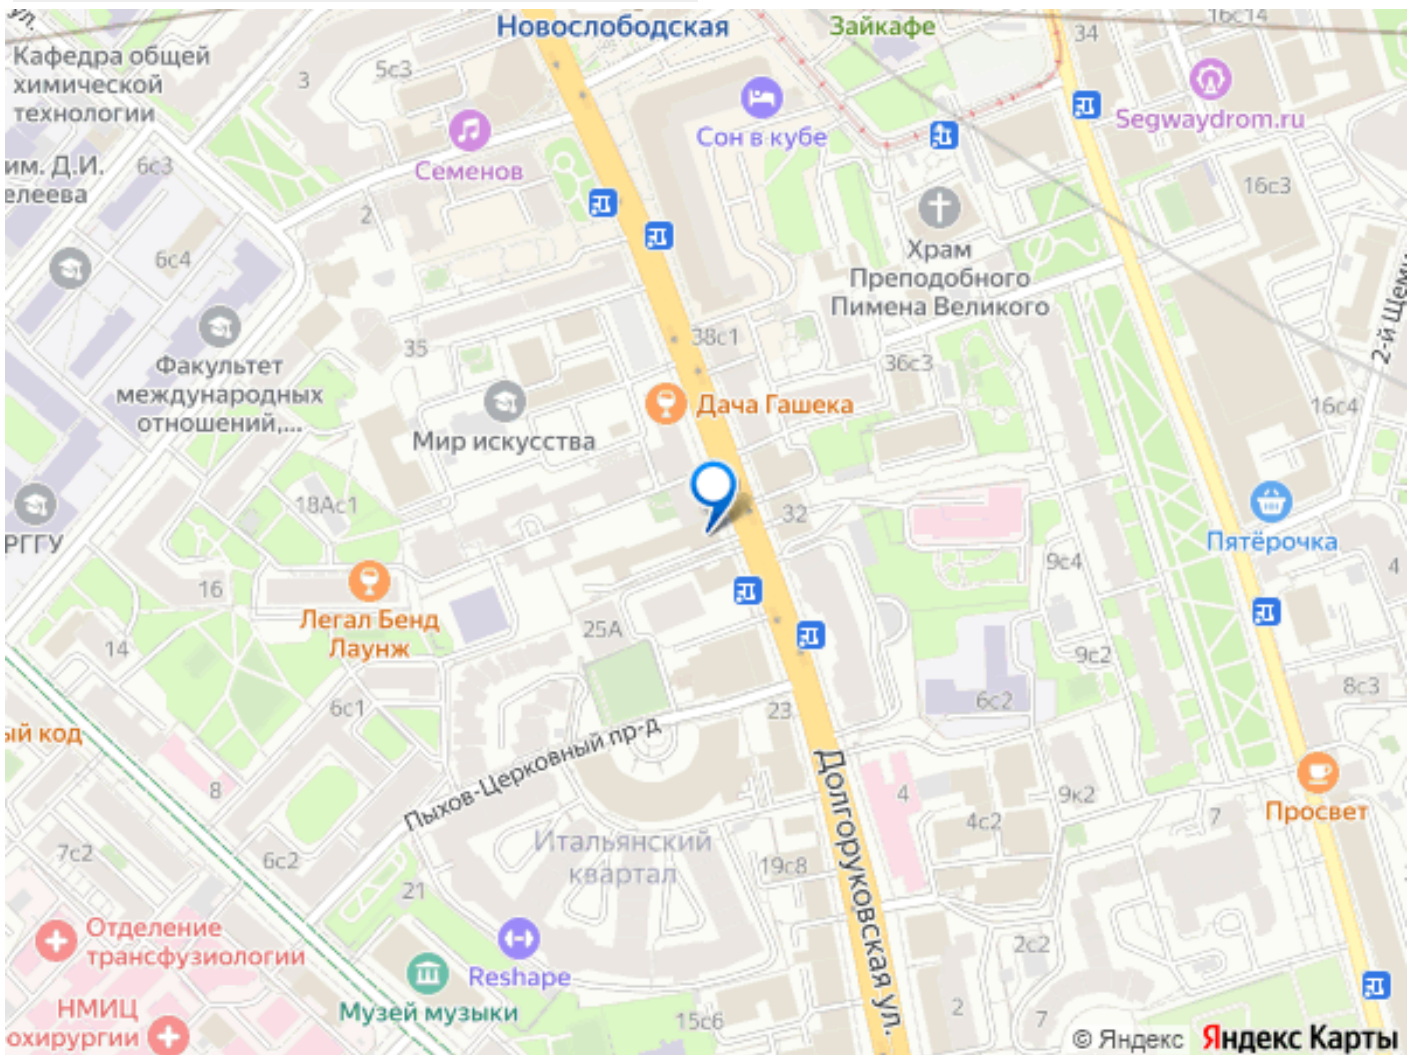 ул.
Новослободская
Зайкафе
16с14
34
Кафедра общей
химической
технологии
3
5с3
Сон в кубе
Segwaydrom.ru
им. Д.И.
елеева
6с3
Семенов
16с3
2
6с4
Храм
Преподобного
Пимена Великого
2-й Щеми
38с1
35
36с3
Факультет
международных
отношений,...
Дача Гашека
16с4
Мир искусства
18Ас1
32
РГГУ
Пятёрочка
9с4
4
16
Легал Бенд
Лаунж
25А
14
9с2
8с3
6с1
6с2
23
ый код
Пыхов-Церковный пр-д
Долгоруковская ул.
8
4
9к2
7
Просвет
4с2
Итальянский
квартал
7с2
6с2
19с8
21
Отделение
трансфузиологии
2с2
Reshape
НМИЦ
охирургии
Музей музыки
15с6
2
7
© Яндекс Яндекс Карты